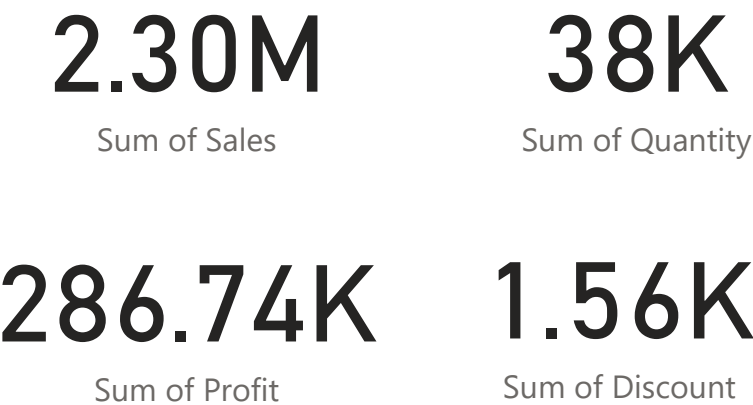 2.30M
Sum of Sales
38K
Sum of Quantity
286.74K
Sum of Profit
1.56K
Sum of Discount